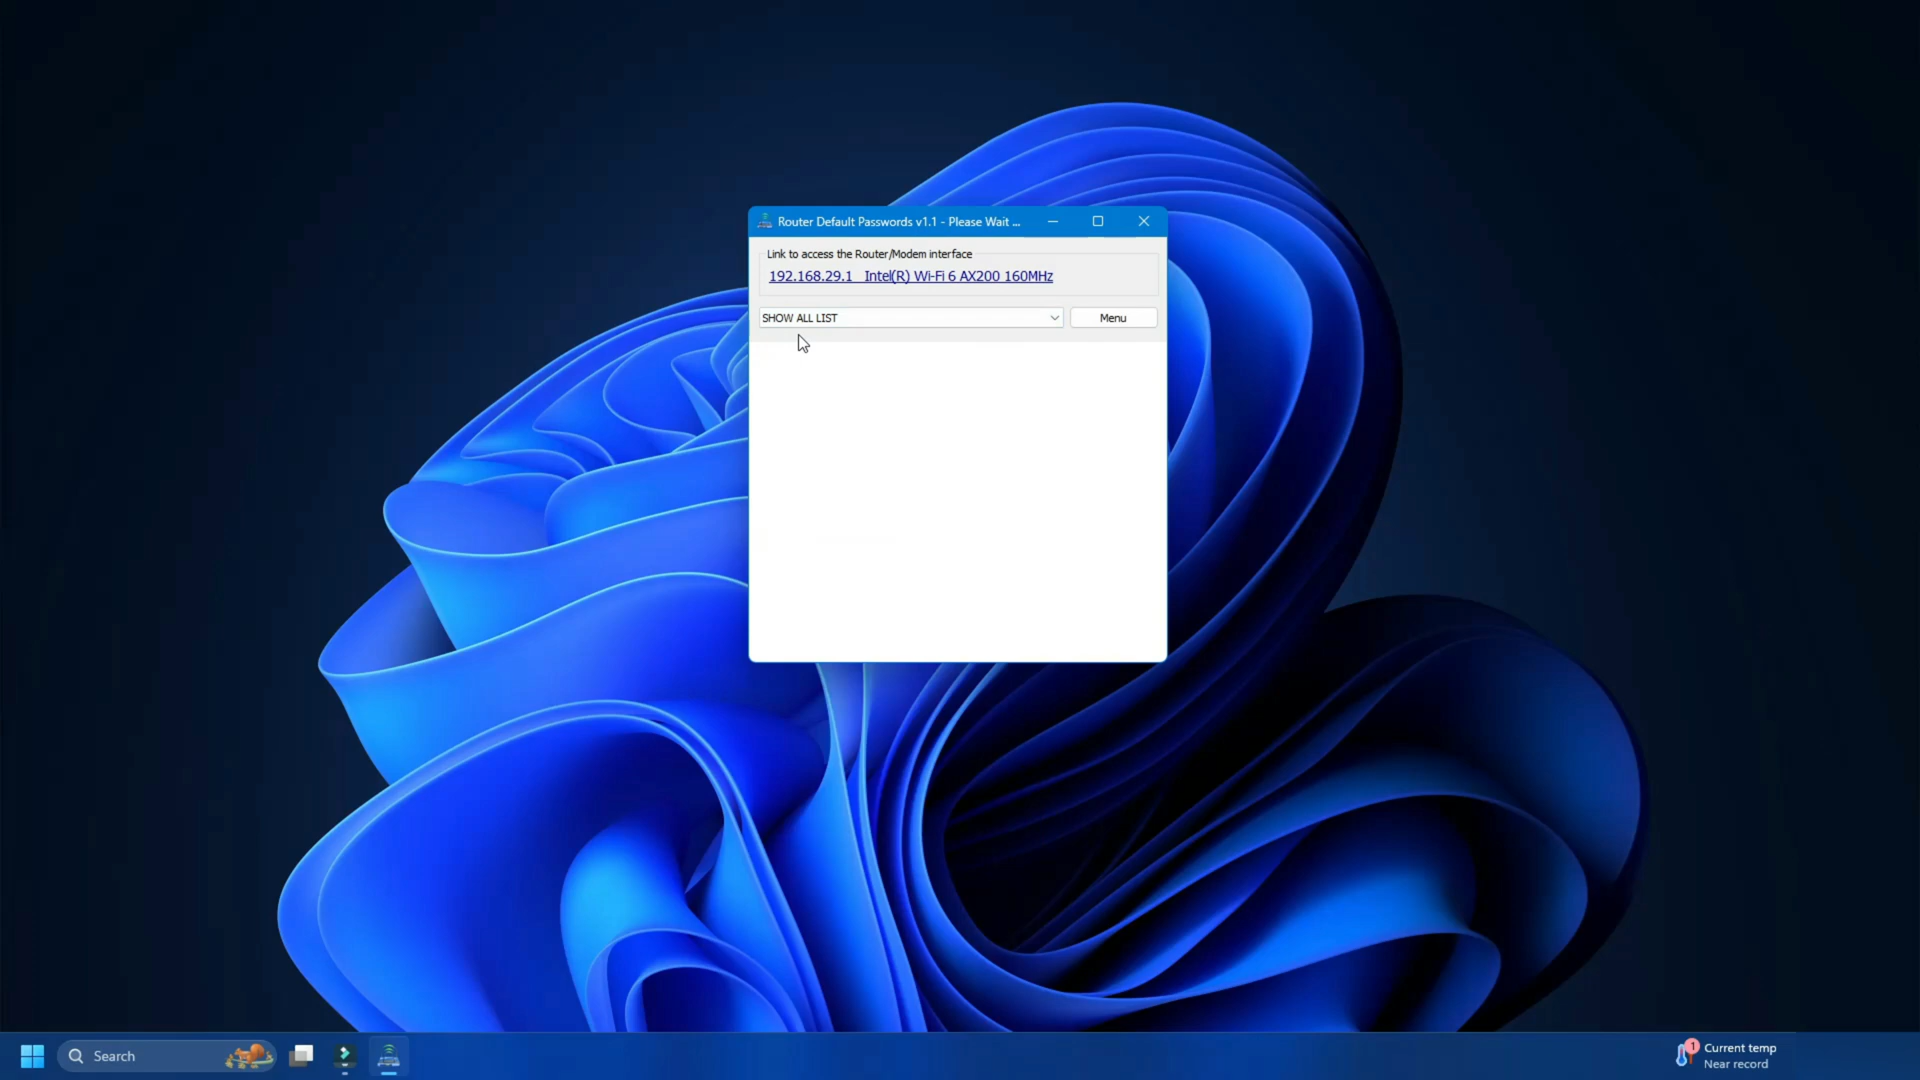 Router Default Passwords v1.1 - Please Wait ...
Link to access the Router/Modem interface
192.168.29.1   Intel(R) Wi-Fi 6 AX200 160MHz
SHOW ALL LIST
Menu
Search
1
Current temp
Near record